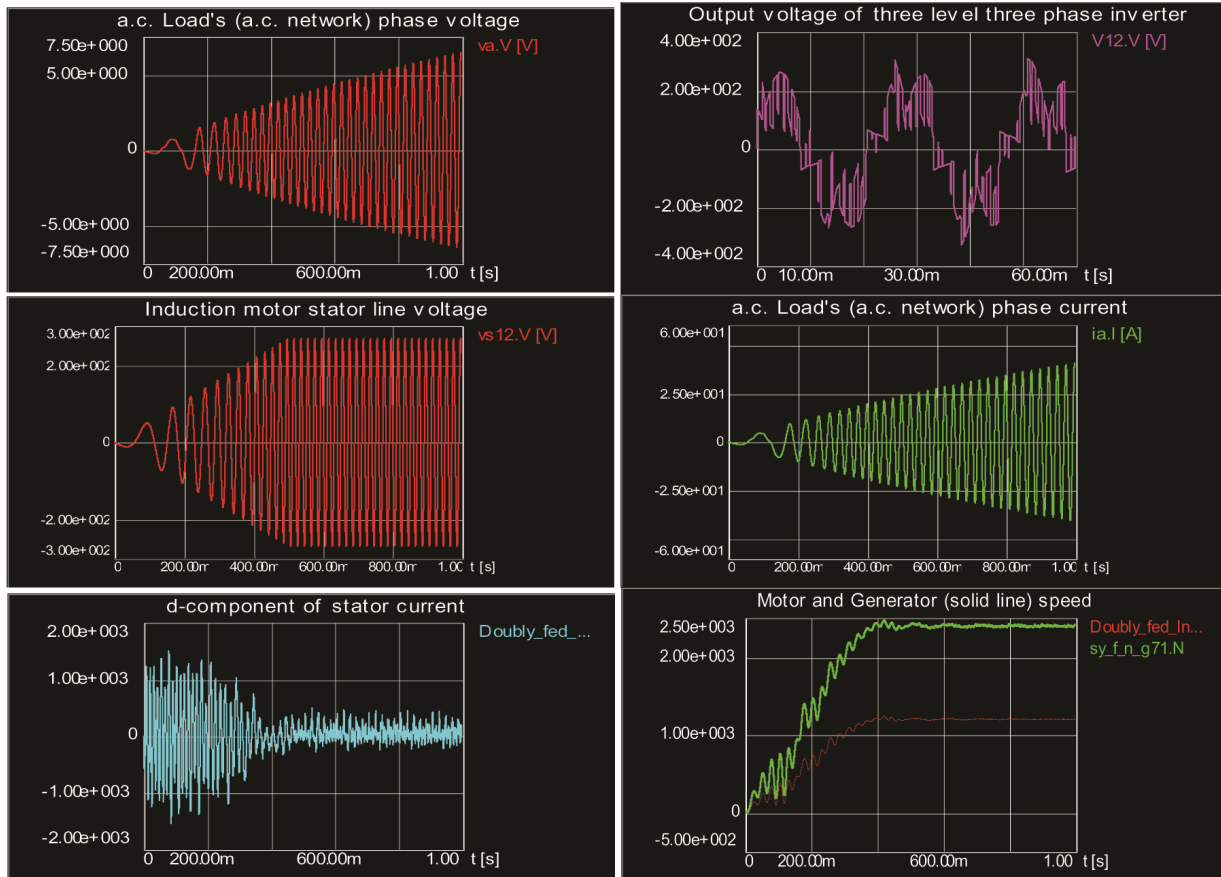 a.c. Load's (a.c. network) phase voltage
va.V [V]
7.50e+000
5.00e+000
0
-5.00e+000
-7.50e+000
0 200.00m 600.00m 1.00 t [s]
Output voltage of three level three phase inverter
V12.V [V]
4.00e+002
2.00e+002
0
-2.00e+002
-4.00e+002
0 10.00m 30.00m 60.00m t [s]
Induction motor stator line voltage
vs12.V [V]
3.00e+002
2.00e+002
0
-2.00e+002
-3.00e+002
0 200.00m 400.00m 600.00m 1.00 t [s]
a.c. Load's (a.c. network) phase current
ia.I [A]
6.00e+001
2.50e+001
0
-2.50e+001
-6.00e+001
0 200.00m 400.00m 600.00m 800.00m 1.00 t [s]
d-component of stator current
Doubly_fed_...
2.00e+003
1.00e+003
0
-1.00e+003
-2.00e+003
0 200.00m 600.00m 1.00 t [s]
Motor and Generator (solid line) speed
Doubly_fed_In...
sy_f_n_g71.N
2.50e+003
2.00e+003
1.00e+003
0
-5.00e+002
200.00m 600.00m 1.00 t [s]